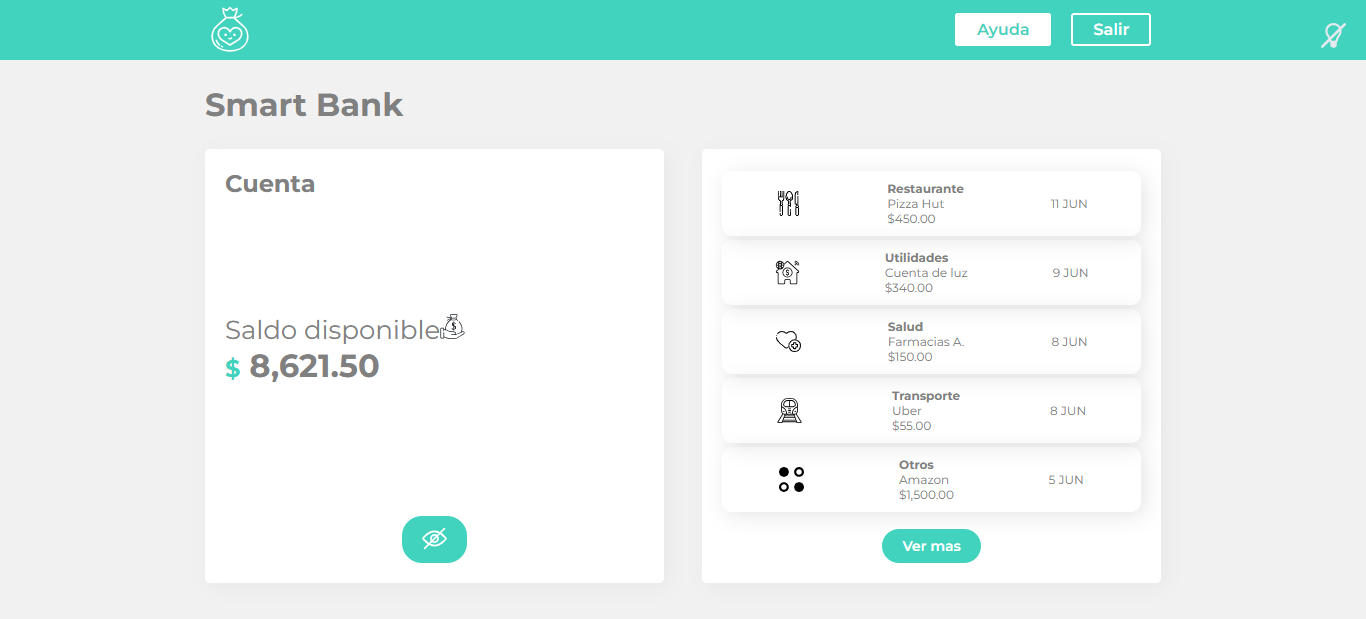 Ayuda
Salir
Smart Bank
Cuenta
Saldo disponible
$ 8,621.50
Restaurante
Pizza Hut
$450.00
11 JUN
Utilidades
Cuenta de luz
$340.00
9 JUN
Salud
Farmacias A.
$150.00
8 JUN
Transporte
Uber
$55.00
8 JUN
Otros
Amazon
$1,500.00
5 JUN
Ver mas